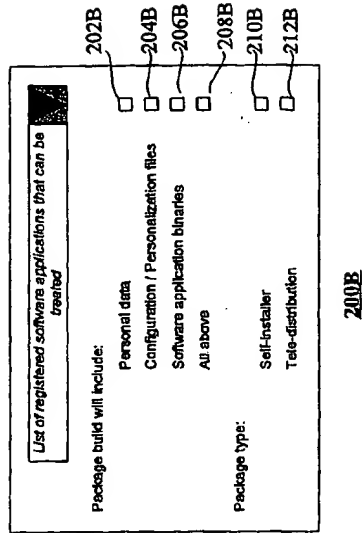 List of registered software applications that can be
treated
Package build will include:
Personal data 202B
Configuration / Personalization files 204B
Software application binaries 206B
All above 208B
Package type:
Self-installer 210B
Tele-distribution 212B
200B